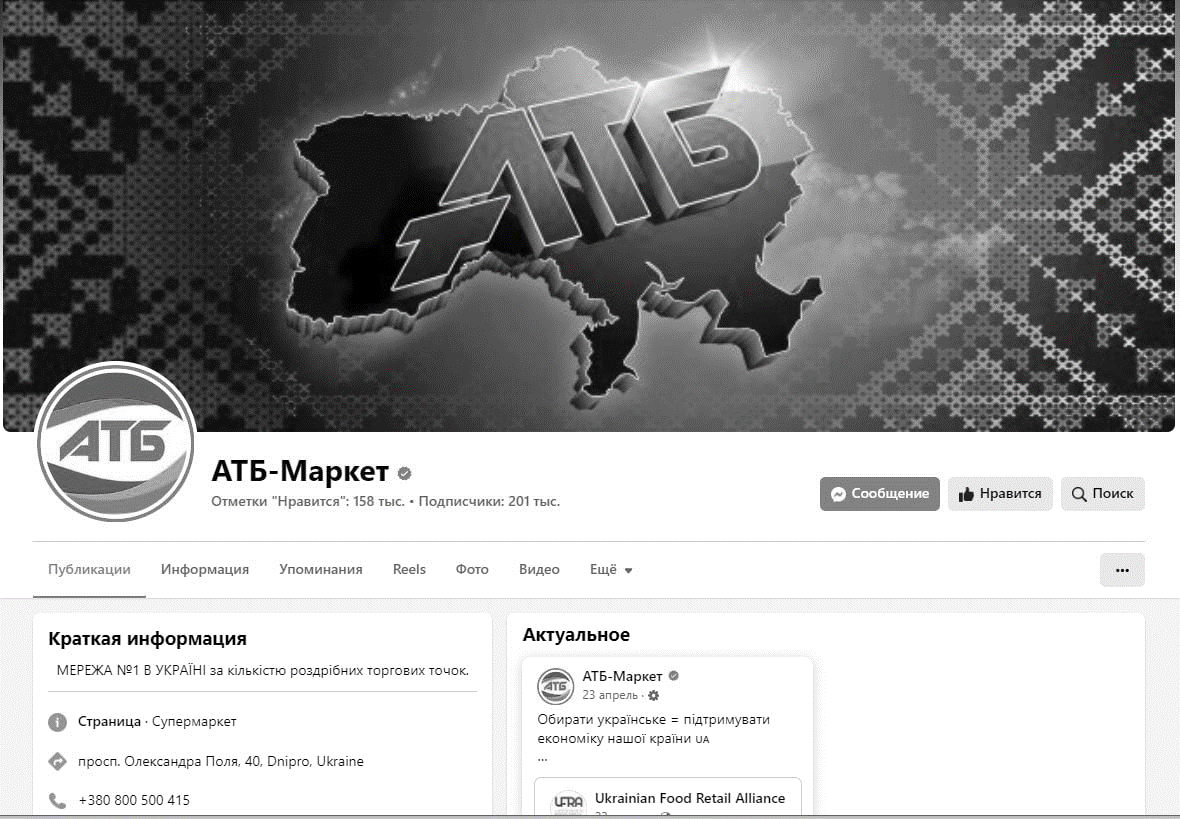 АТБ
АТБ
АТБ-Маркет
Отметки "Нравится": 158 тыс. • Подписчики: 201 тыс.
Сообщение
Нравится
Поиск
Публикации
Информация
Упоминания
Reels
Фото
Видео
Ещё
Краткая информация
МЕРЕЖА №1 В УКРАЇНІ за кількістю роздрібних торгових точок.
Страница · Супермаркет
просп. Олександра Поля, 40, Dnipro, Ukraine
+380 800 500 415
Актуальное
АТБ
АТБ-Маркет
23 апрель ·
Обирати українське = підтримувати
економіку нашої країни UA
...
UFRA
Ukrainian Food Retail Alliance